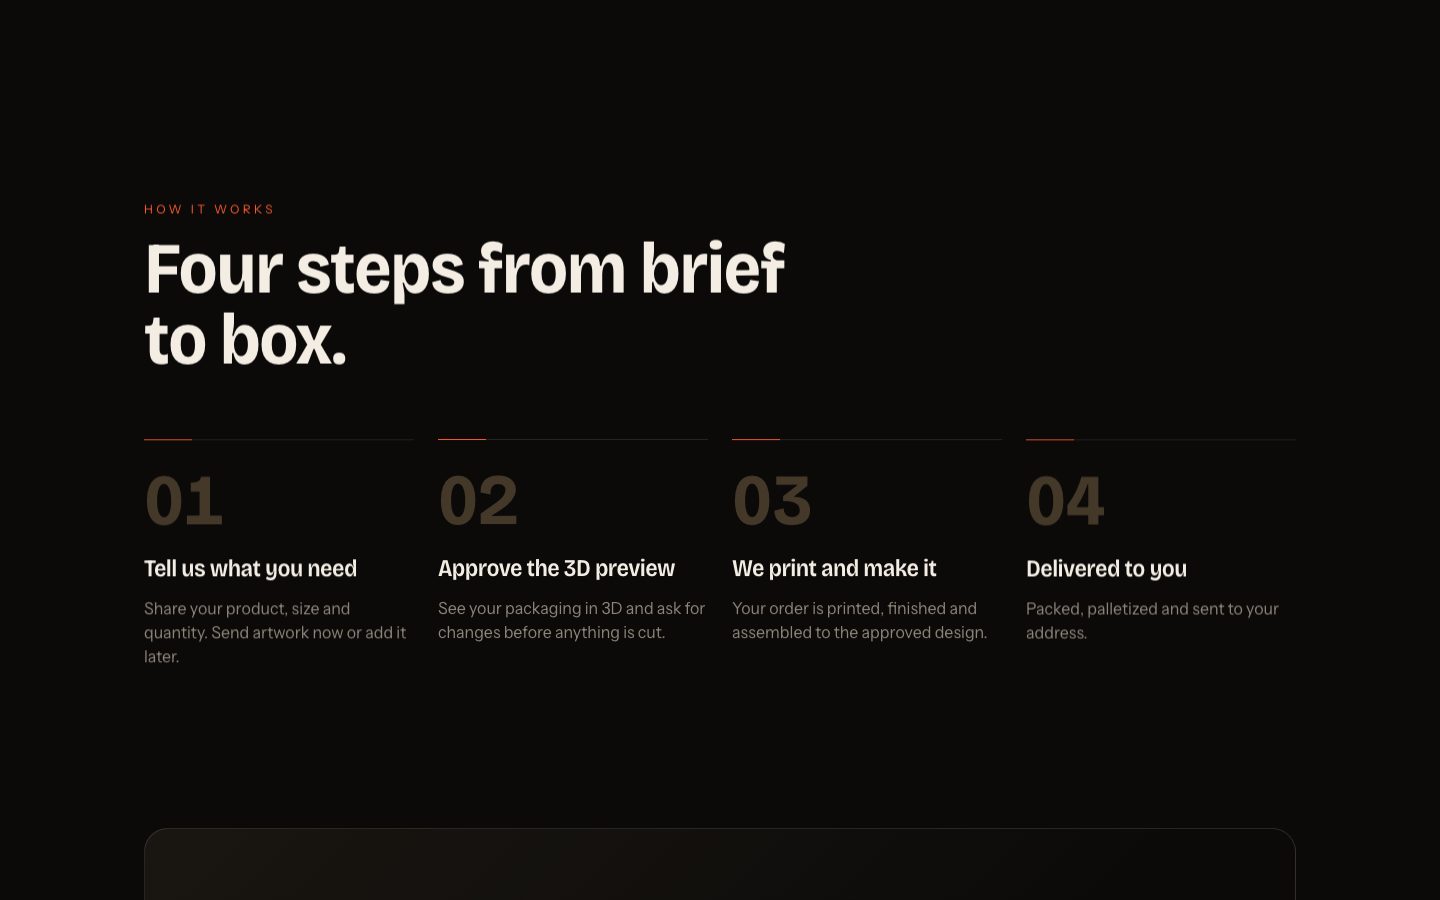 HOW IT WORKS
Four steps from brief
to box.
01
Tell us what you need
Share your product, size and
quantity. Send artwork now or add it
later.
02
Approve the 3D preview
See your packaging in 3D and ask for
changes before anything is cut.
03
We print and make it
Your order is printed, finished and
assembled to the approved design.
04
Delivered to you
Packed, palletized and sent to your
address.